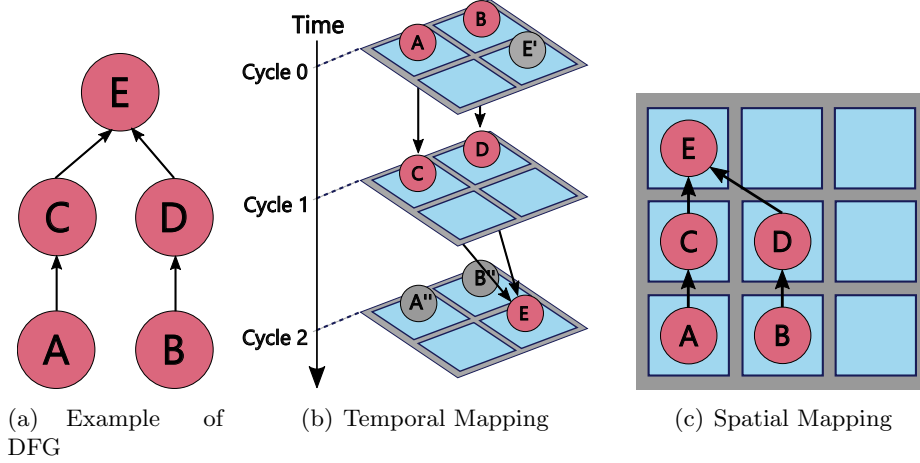 E
C
D
A
B
Time
Cycle 0
A
B
E'
Cycle 1
C
D
Cycle 2
A"
B"
E
E
C
D
A
B
(a) Example of
DFG
(b) Temporal Mapping
(c) Spatial Mapping